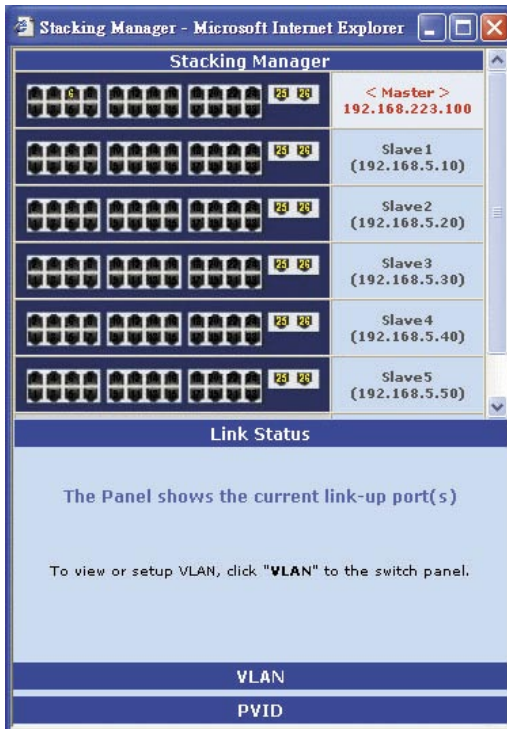 Stacking Manager - Microsoft Internet Explorer
Stacking Manager
6 25 26
< Master >
192.168.223.100
25 26
Slave1
(192.168.5.10)
25 26
Slave2
(192.168.5.20)
25 26
Slave3
(192.168.5.30)
25 26
Slave4
(192.168.5.40)
25 26
Slave5
(192.168.5.50)
Link Status
The Panel shows the current link-up port(s)
To view or setup VLAN, click "VLAN" to the switch panel.
VLAN
PVID